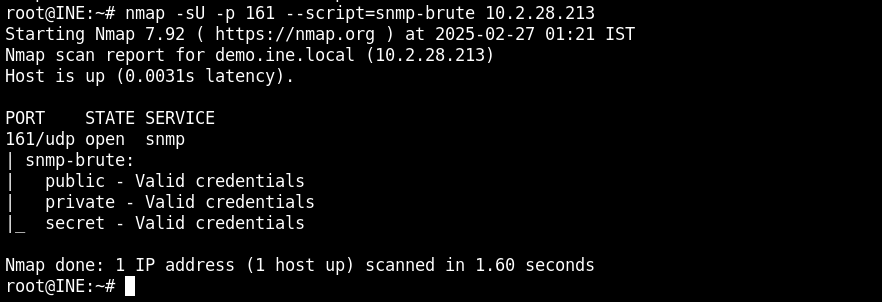 root@INE:~# nmap -sU -p 161 --script=snmp-brute 10.2.28.213
Starting Nmap 7.92 ( https://nmap.org ) at 2025-02-27 01:21 IST
Nmap scan report for demo.ine.local (10.2.28.213)
Host is up (0.0031s latency).

PORT    STATE SERVICE
161/udp open  snmp
| snmp-brute:
|   public - Valid credentials
|   private - Valid credentials
|_  secret - Valid credentials

Nmap done: 1 IP address (1 host up) scanned in 1.60 seconds
root@INE:~#